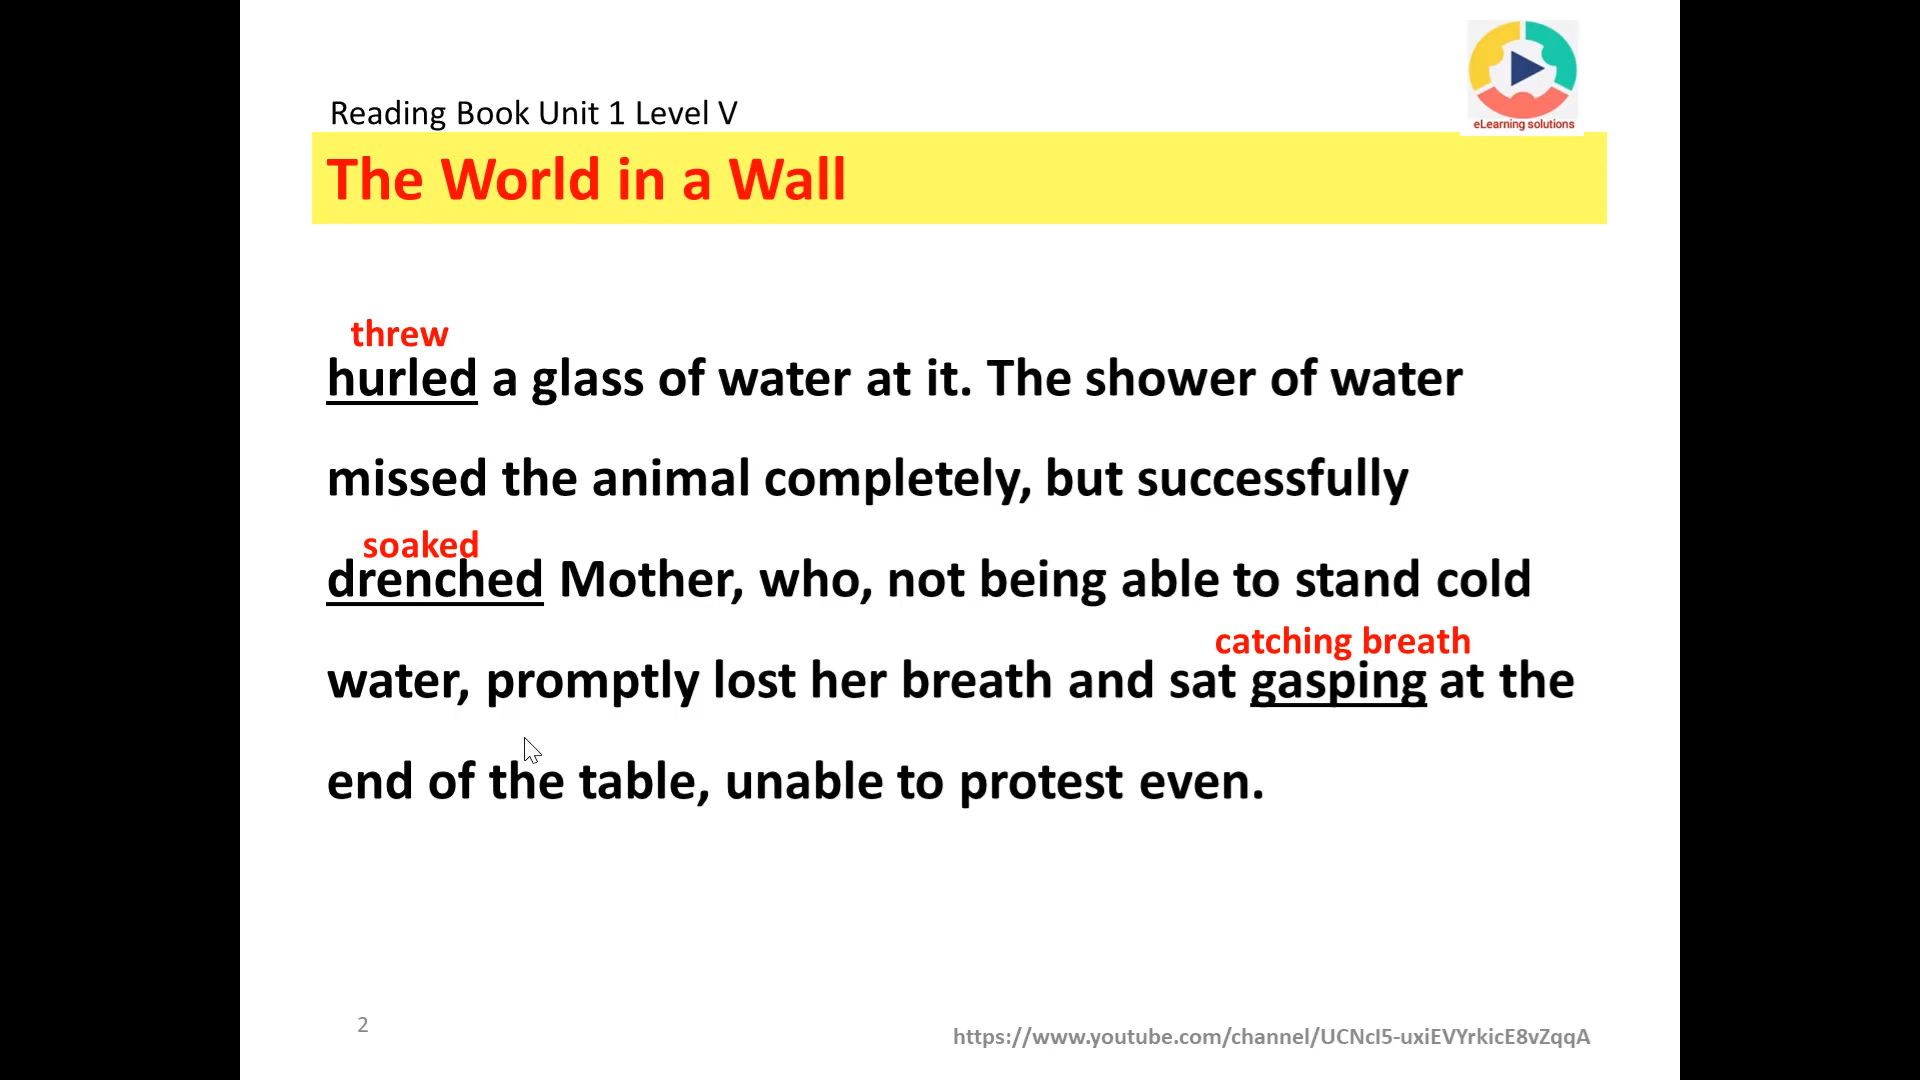 eLearning solutions
Reading Book Unit 1 Level V
The World in a Wall
threw
hurled a glass of water at it. The shower of water
missed the animal completely, but successfully
soaked
drenched Mother, who, not being able to stand cold
catching breath
water, promptly lost her breath and sat gasping at the
end of the table, unable to protest even.
2
https://www.youtube.com/channel/UCNcI5-uxiEVYrkicE8vZqqA